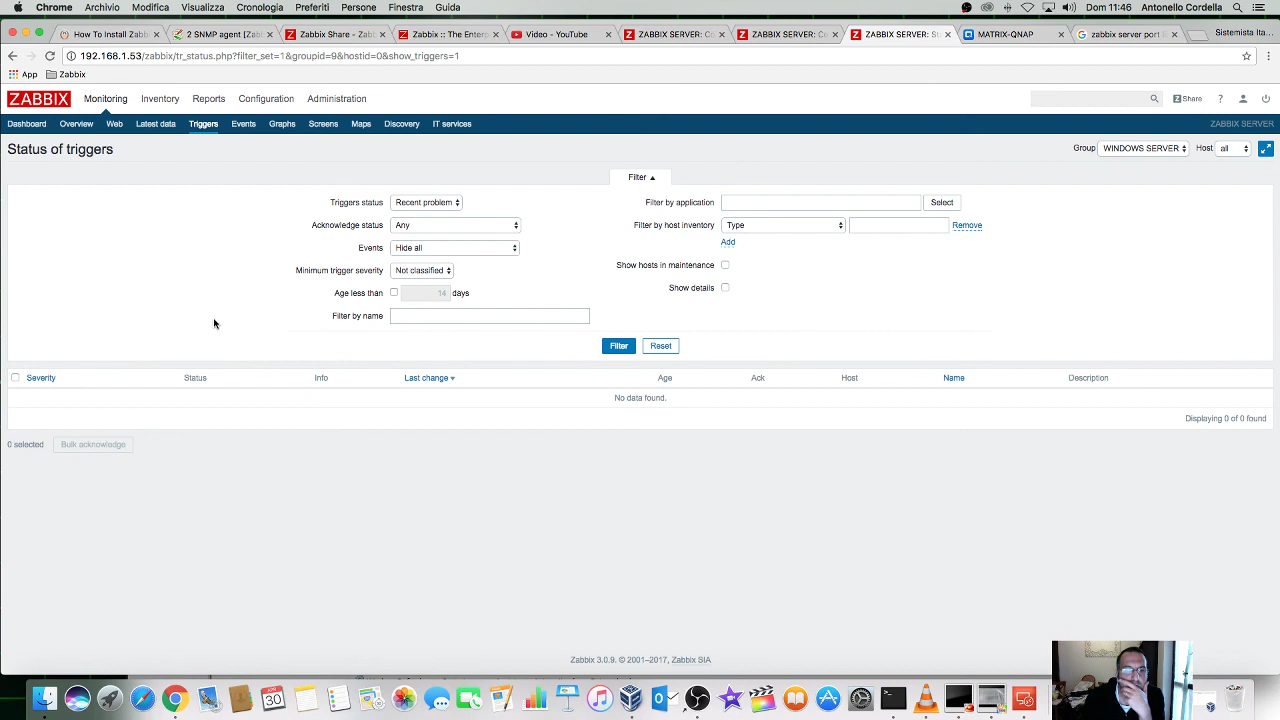 Chrome Archivio Modifica Visualizza Cronologia Preferiti Persone Finestra Guida Dom 11:46 Antonello Cordella
How To Install Zabb 2 SNMP agent [Zab Zabbix Share - Zabb Zabbix :: The Enterp Video - YouTube ZABBIX SERVER: Co ZABBIX SERVER: Co ZABBIX SERVER: St MATRIX-QNAP zabbix server port Sistemista Ita...
192.168.1.53/zabbix/tr_status.php?filter_set=1&groupid=9&hostid=0&show_triggers=1
App Zabbix
ZABBIX Monitoring Inventory Reports Configuration Administration Share ?
Dashboard Overview Web Latest data Triggers Events Graphs Screens Maps Discovery IT services ZABBIX SERVER
Status of triggers Group WINDOWS SERVER Host all
Filter
Triggers status Recent problem Filter by application Select
Acknowledge status Any Filter by host inventory Type Remove
Add
Events Hide all
Show hosts in maintenance
Minimum trigger severity Not classified
Show details
Age less than 14 days
Filter by name
Filter Reset
Severity Status Info Last change Age Ack Host Name Description
No data found.
Displaying 0 of 0 found
0 selected Bulk acknowledge
Zabbix 3.0.9. © 2001–2017, Zabbix SIA